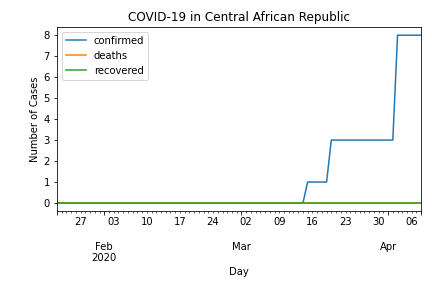 COVID-19 in Central African Republic
confirmed
deaths
recovered
Number of Cases
8
7
6
5
4
3
2
1
0
27 03 10 17 24 02 09 16 23 30 06
Feb Mar Apr
2020
Day